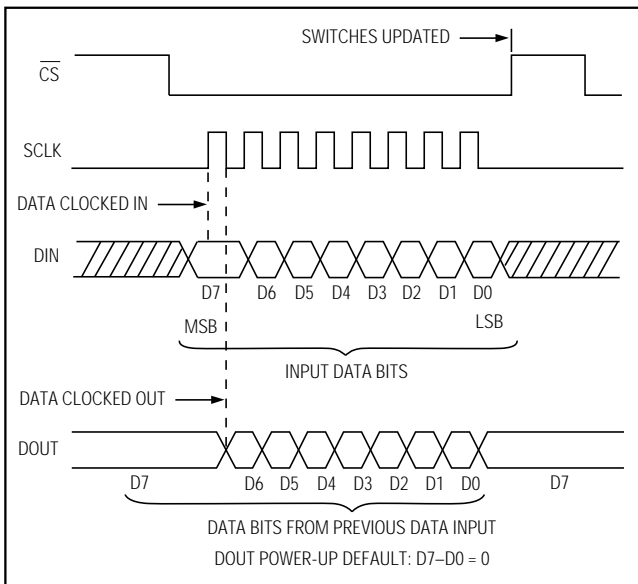 SWITCHES UPDATED
CS
SCLK
DATA CLOCKED IN
DIN
D7 D6 D5 D4 D3 D2 D1 D0
MSB LSB
INPUT DATA BITS
DATA CLOCKED OUT
DOUT
D7 D6 D5 D4 D3 D2 D1 D0 D7
DATA BITS FROM PREVIOUS DATA INPUT
DOUT POWER-UP DEFAULT: D7–D0 = 0